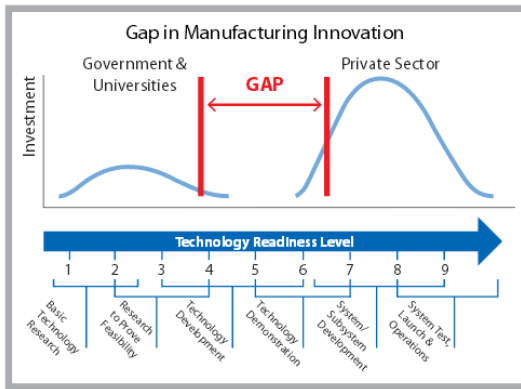 Gap in Manufacturing Innovation
Government &
Universities
GAP
Private Sector
Investment
Technology Readiness Level
1 2 3 4 5 6 7 8 9
Basic
Technology
Research
Research
to Prove
Feasibility
Technology
Development
Technology
Demonstration
System/
Subsystem
Development
System Test,
Launch &
Operations